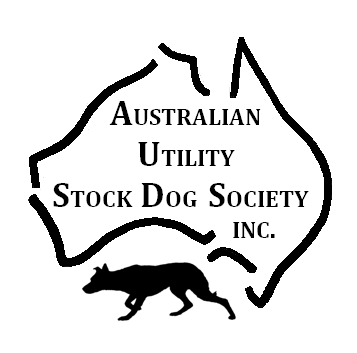 Australian
Utility
Stock Dog Society
inc.